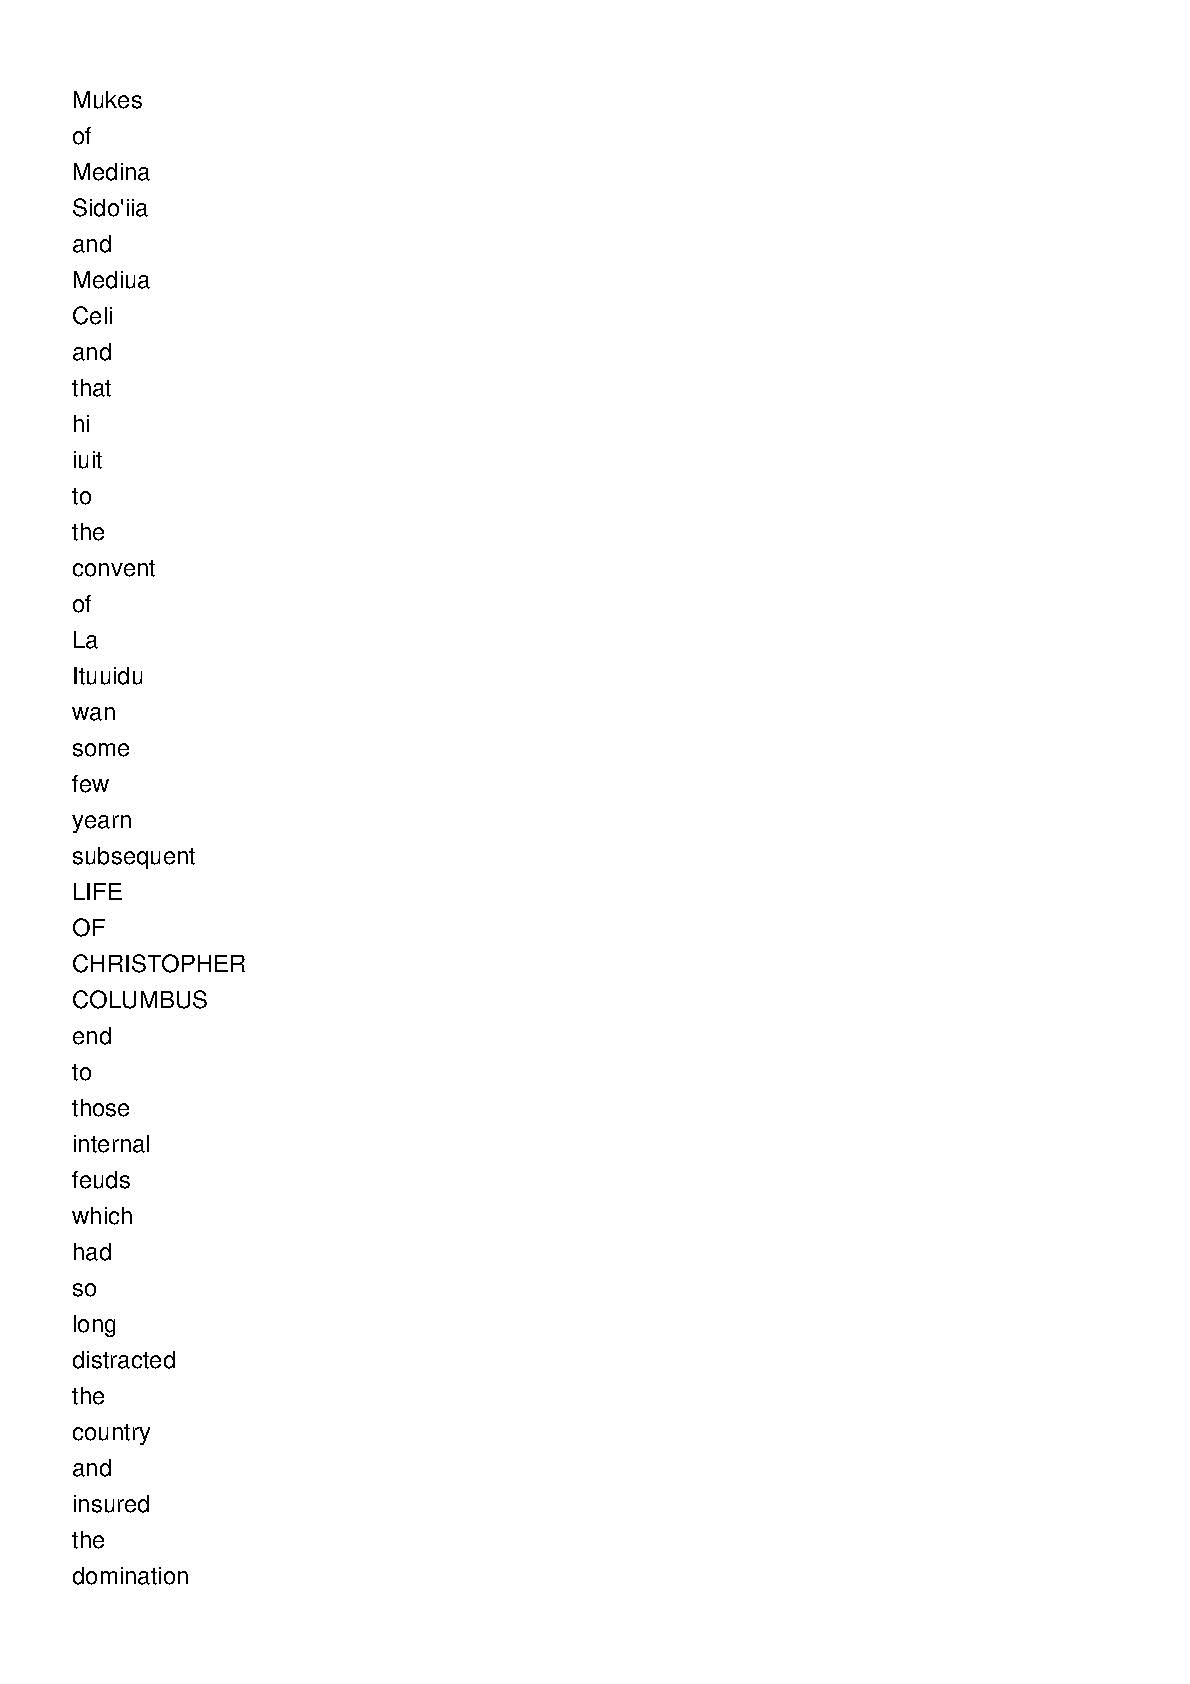 Mukes
of
Medina
Sido'iia
and
Mediua
Celi
and
that
hi
iuit
to
the
convent
of
La
Ituuidu
wan
some
few
yearn
subsequent
LIFE
OF
CHRISTOPHER
COLUMBUS
end
to
those
internal
feuds
which
had
so
long
distracted
the
country
and
insured
the
domination